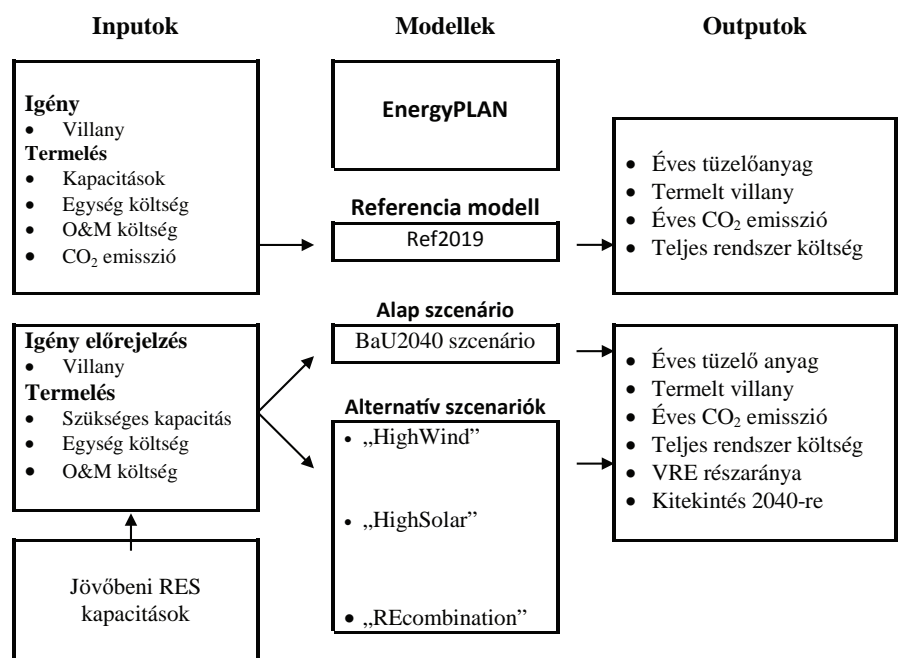 Inputok
Modellek
Outputok
Igény
• Villany
Termelés
• Kapacitások
• Egység költség
• O&M költség
• CO₂ emisszió
EnergyPLAN
Referencia modell
Ref2019
• Éves tüzelőanyag
• Termelt villany
• Éves CO₂ emisszió
• Teljes rendszer költség
Igény előrejelzés
• Villany
Termelés
• Szükséges kapacitás
• Egység költség
• O&M költség
Alap szcenárió
BaU2040 szcenárió
Alternatív szcenariók
• „HighWind”
• „HighSolar”
• „REcombination”
• Éves tüzelő anyag
• Termelt villany
• Éves CO₂ emisszió
• Teljes rendszer költség
• VRE részaránya
• Kitekintés 2040-re
Jövőbeni RES
kapacitások